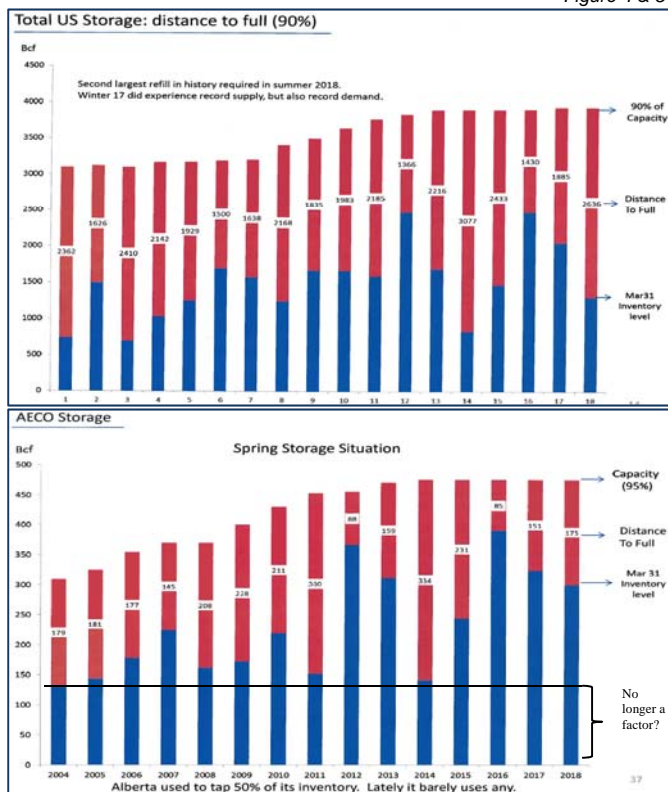 Total US Storage: distance to full (90%)
Bcf
4500
Second largest refill in history required in summer 2018.
Winter 17 did experience record supply, but also record demand.
4000
90% of
Capacity
3500
3000
2500
2000
1500
1000
500
0
2362
1626
2410
2142
1929
1500
1638
2168
1835
1983
2185
1366
2216
3077
2433
1430
1885
2636
Distance
To Full
Mar31
Inventory
level
1 2 3 4 5 6 7 8 9 10 11 12 13 14 15 16 17 18
AECO Storage
Bcf
Spring Storage Situation
500
450
400
350
300
250
200
150
100
50
0
179
181
177
145
208
228
211
300
88
159
334
231
85
151
175
Capacity
(95%)
Distance
To Full
Mar 31
Inventory
level
No
longer a
factor?
2004 2005 2006 2007 2008 2009 2010 2011 2012 2013 2014 2015 2016 2017 2018
Alberta used to tap 50% of its inventory. Lately it barely uses any.
37